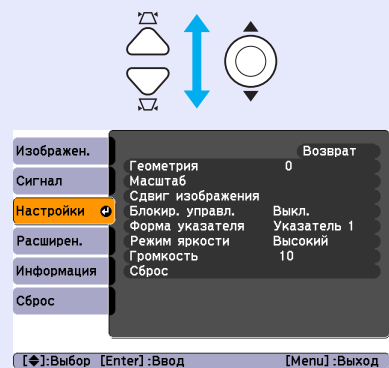 Изображен.
Сигнал
Настройки
Расширен.
Информация
Сброс
Возврат
Геометрия 0
Масштаб
Сдвиг изображения
Блокир. управл. Выкл.
Форма указателя Указатель 1
Режим яркости Высокий
Громкость 10
Сброс
[◆]:Выбор [Enter]:Ввод [Menu]:Выход